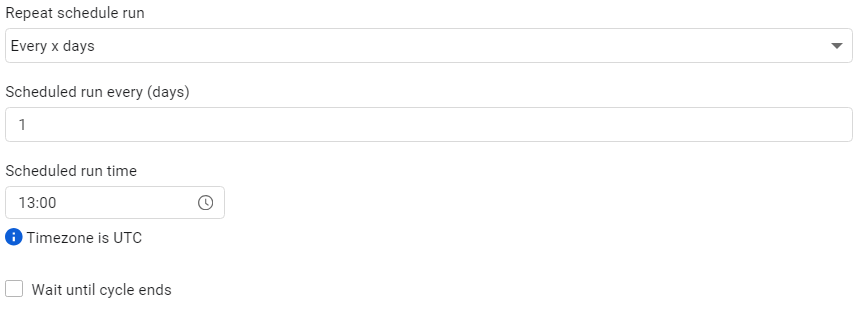 Repeat schedule run
Every x days
Scheduled run every (days)
1
Scheduled run time
13:00
Timezone is UTC
Wait until cycle ends